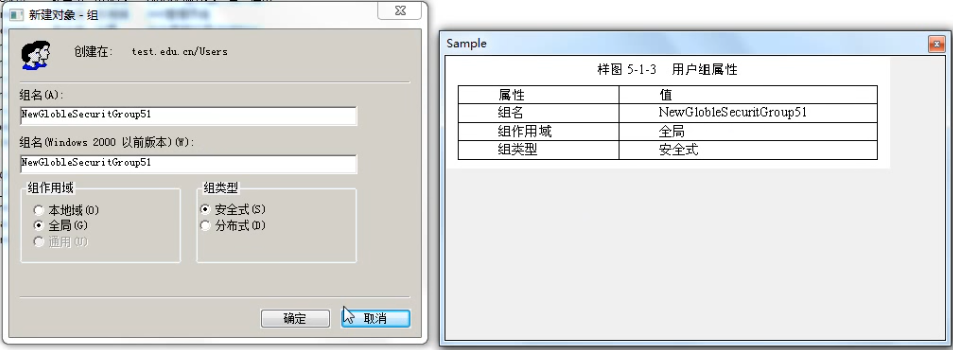 新建对象 - 组
创建在: test.edu.cn/Users
组名(A):
NewGlobleSecuritGroup51
组名(Windows 2000 以前版本)(W):
NewGlobleSecuritGroup51
组作用域
本地域(O)
全局(G)
通用(U)
组类型
安全式(S)
分布式(D)
确定
取消
Sample
样图 5-1-3 用户组属性
属性 值
组名 NewGlobleSecuritGroup51
组作用域 全局
组类型 安全式